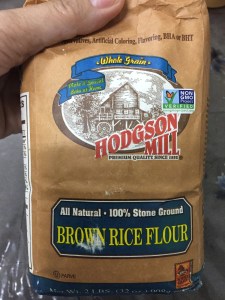 Artificial Coloring, Flavoring, BHA or BHT
Whole Grain
NON
GMO
VERIFIED
HODGSON
MILL
PREMIUM QUALITY SINCE 1882
All Natural • 100% Stone Ground
BROWN RICE FLOUR